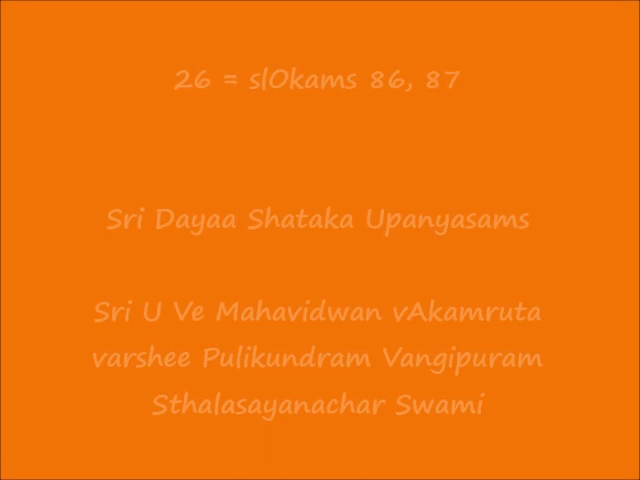 26 = slOkams 86, 87
Sri Dayaa Shataka Upanyasams
Sri U Ve Mahavidwan vAkamruta
varshee Pulikundram Vangipuram
Sthalasayanachar Swami